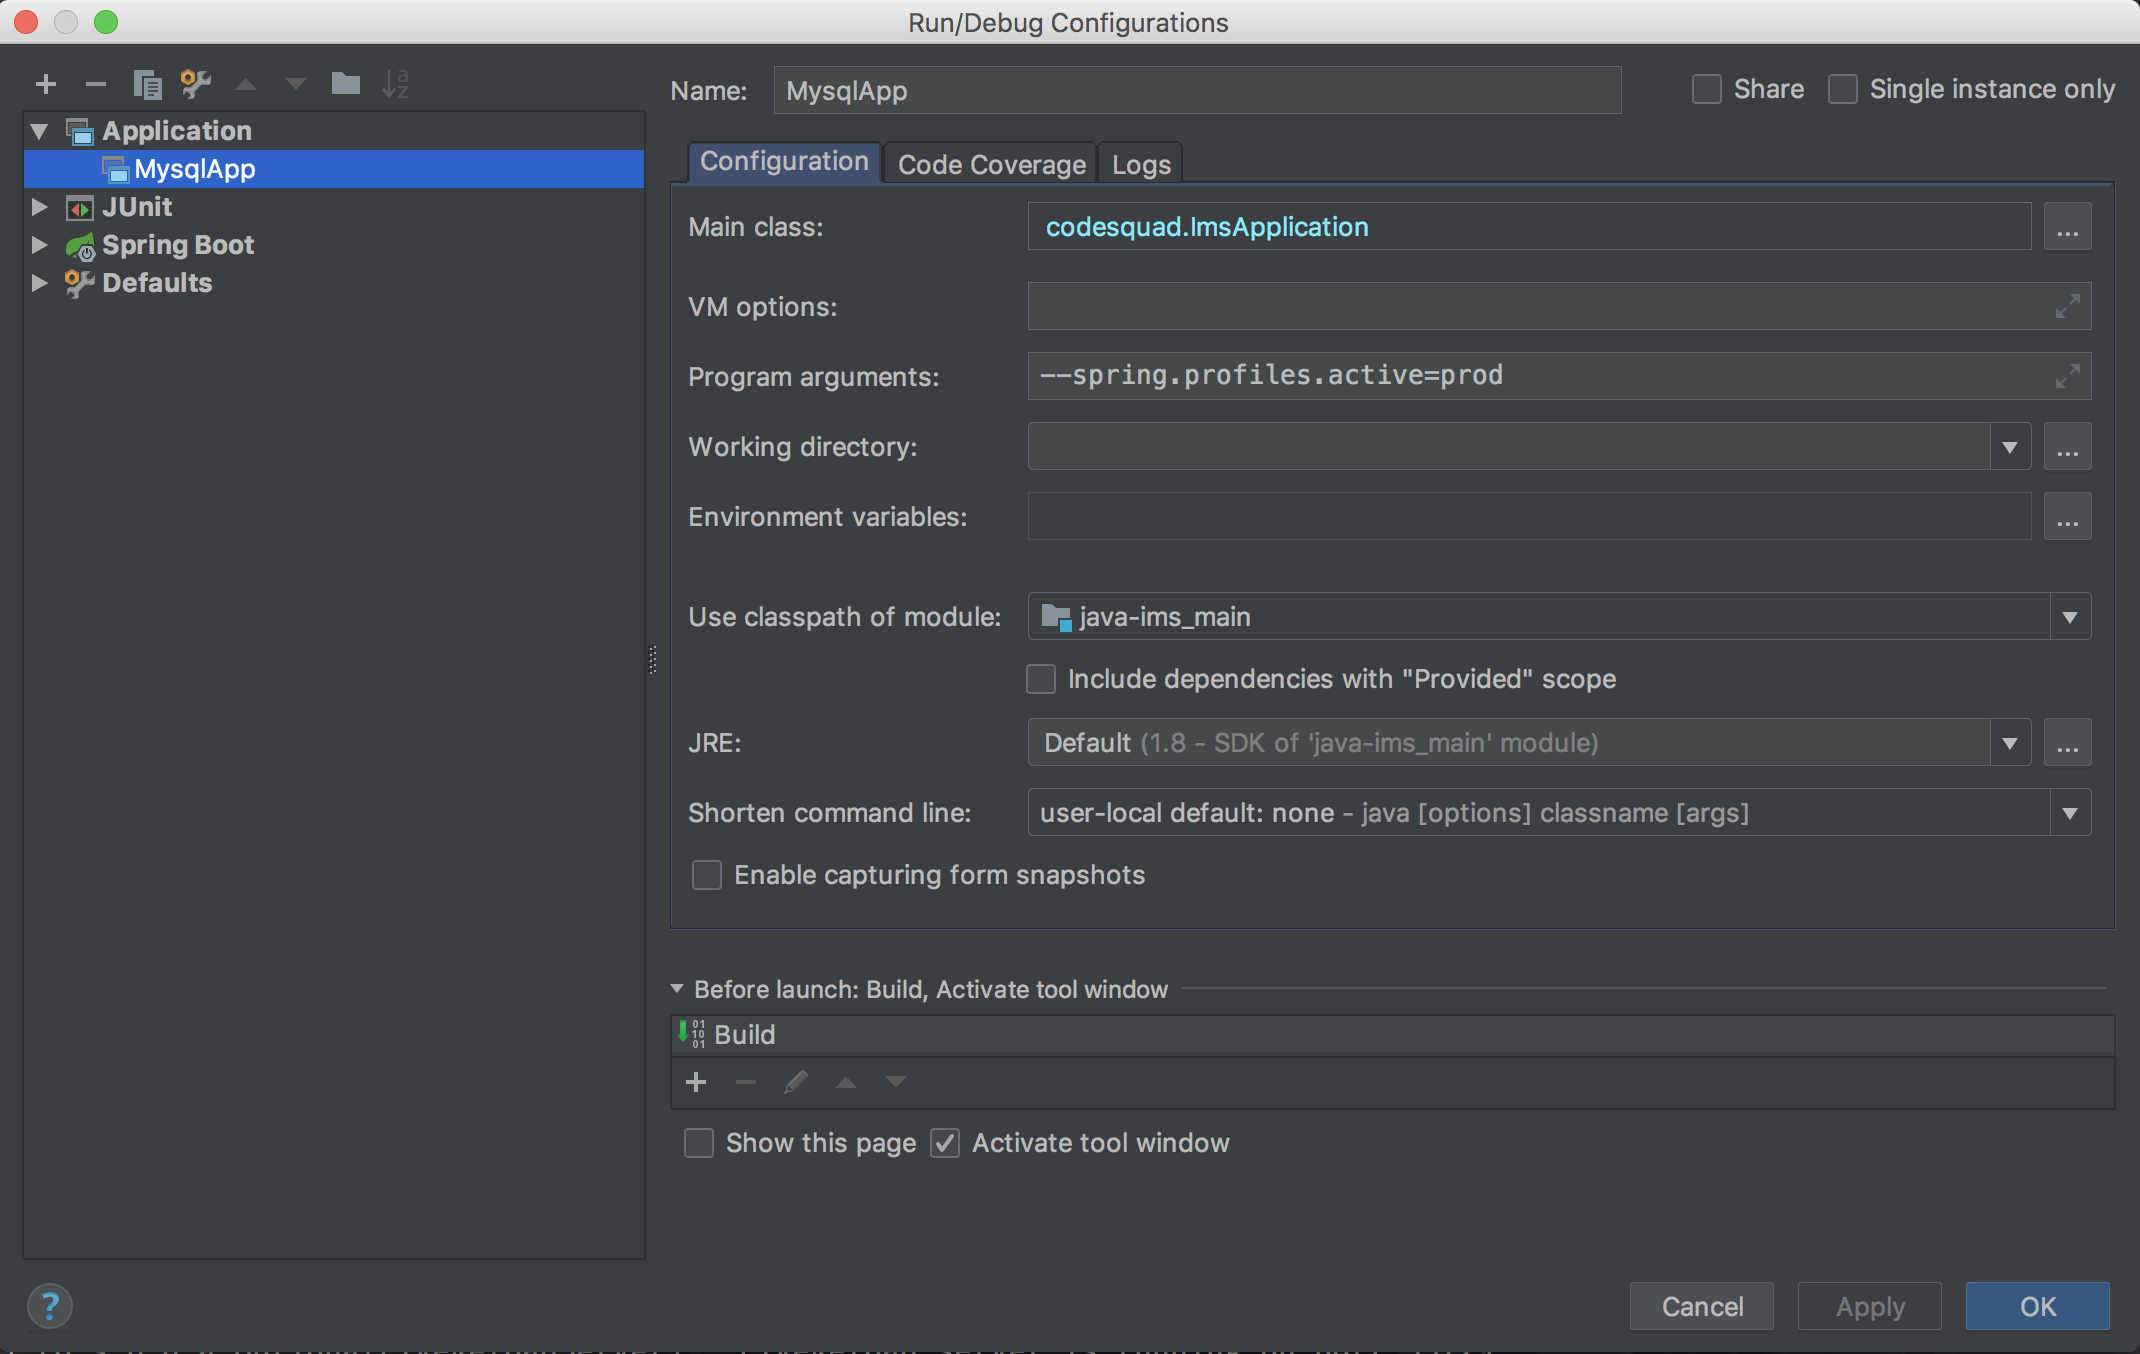 Run/Debug Configurations
Name: MysqlApp Share Single instance only
Application
MysqlApp
JUnit
Spring Boot
Defaults
Configuration Code Coverage Logs
Main class: codesquad.ImsApplication ...
VM options:
Program arguments: --spring.profiles.active=prod
Working directory: ...
Environment variables: ...
Use classpath of module: java-ims_main
Include dependencies with "Provided" scope
JRE: Default (1.8 - SDK of 'java-ims_main' module) ...
Shorten command line: user-local default: none - java [options] classname [args]
Enable capturing form snapshots
Before launch: Build, Activate tool window
Build
Show this page Activate tool window
? Cancel Apply OK